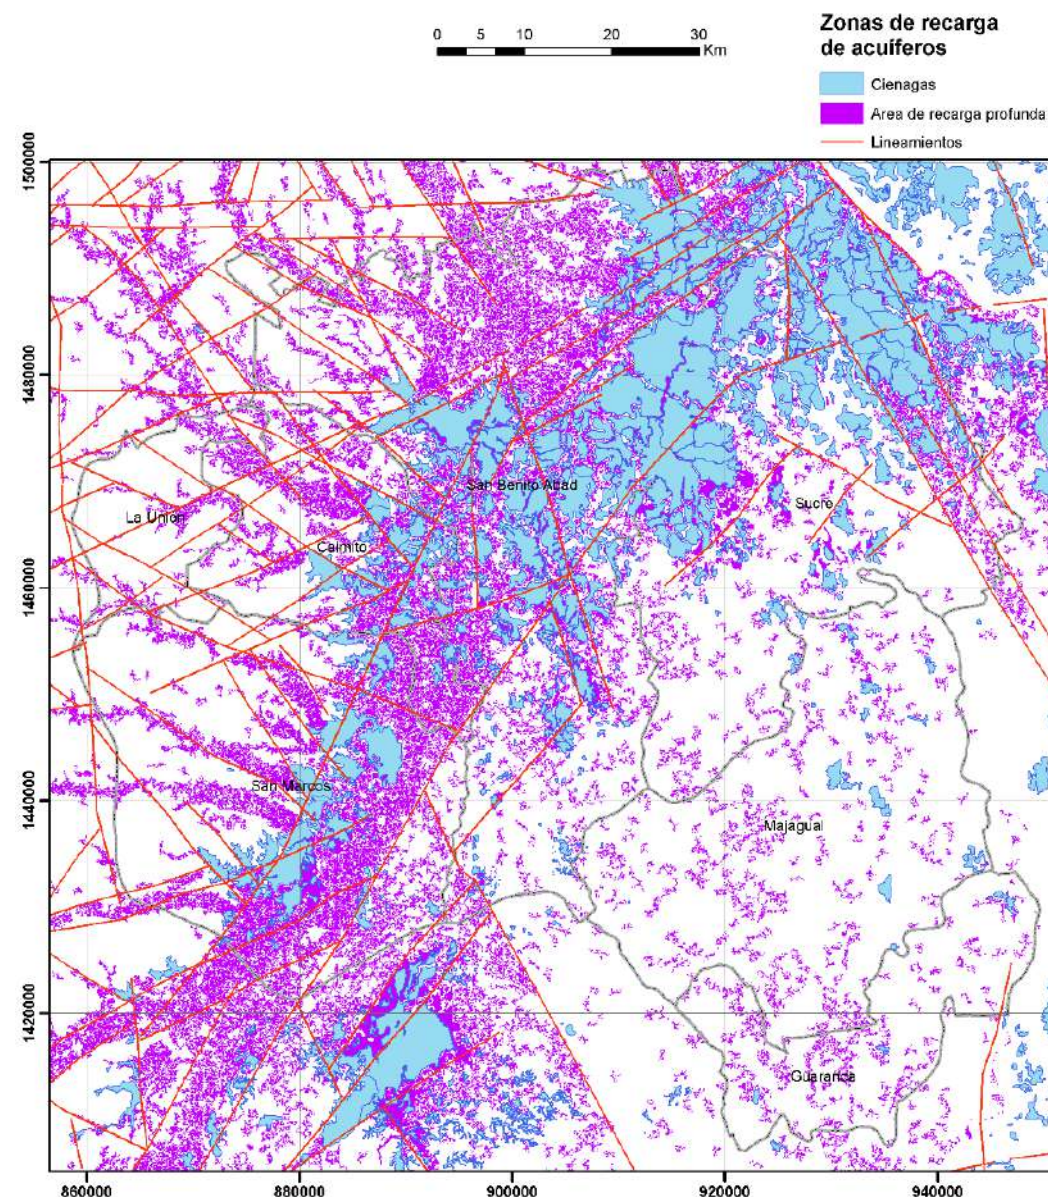 0 5 10 20 30
Km
Zonas de recarga
de acuíferos
Cienagas
Area de recarga profunda
Lineamientos
1500000
1480000
1460000
1440000
1420000
San Benito Abad
Sucre
La Union
Caimito
San Marcos
Majagual
Guaranda
860000 880000 900000 920000 940000